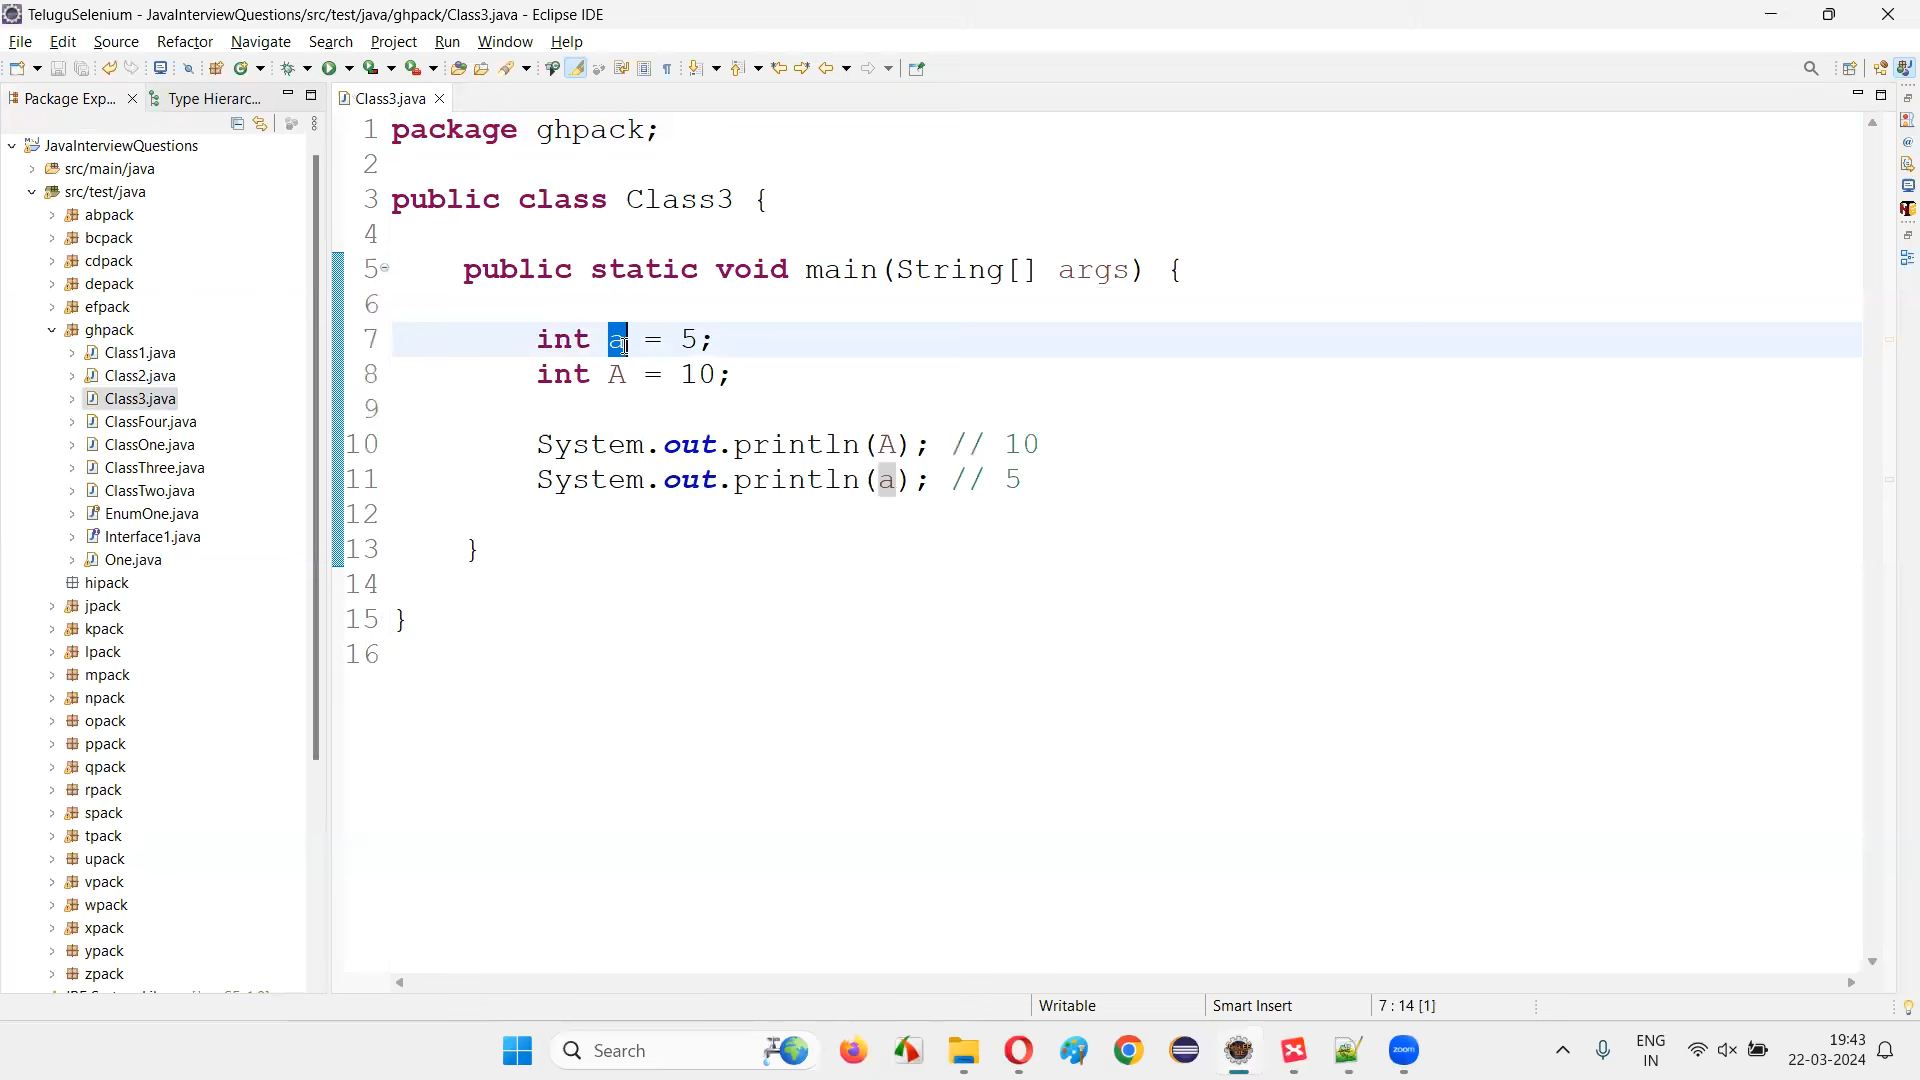 TeluguSelenium - JavaInterviewQuestions/src/test/java/ghpack/Class3.java - Eclipse IDE
File Edit Source Refactor Navigate Search Project Run Window Help
Package Exp... Type Hierarc...
Class3.java
JavaInterviewQuestions
src/main/java
src/test/java
abpack
bcpack
cdpack
depack
efpack
ghpack
Class1.java
Class2.java
Class3.java
ClassFour.java
ClassOne.java
ClassThree.java
ClassTwo.java
EnumOne.java
Interface1.java
One.java
hipack
jpack
kpack
lpack
mpack
npack
opack
ppack
qpack
rpack
spack
tpack
upack
vpack
wpack
xpack
ypack
zpack
1 package ghpack;
2
3 public class Class3 {
4
5 public static void main(String[] args) {
6
7 int a = 5;
8 int A = 10;
9
10 System.out.println(A); // 10
11 System.out.println(a); // 5
12
13 }
14
15 }
16
Writable Smart Insert 7 : 14 [1]
Search
zoom
ENG
IN
19:43
22-03-2024